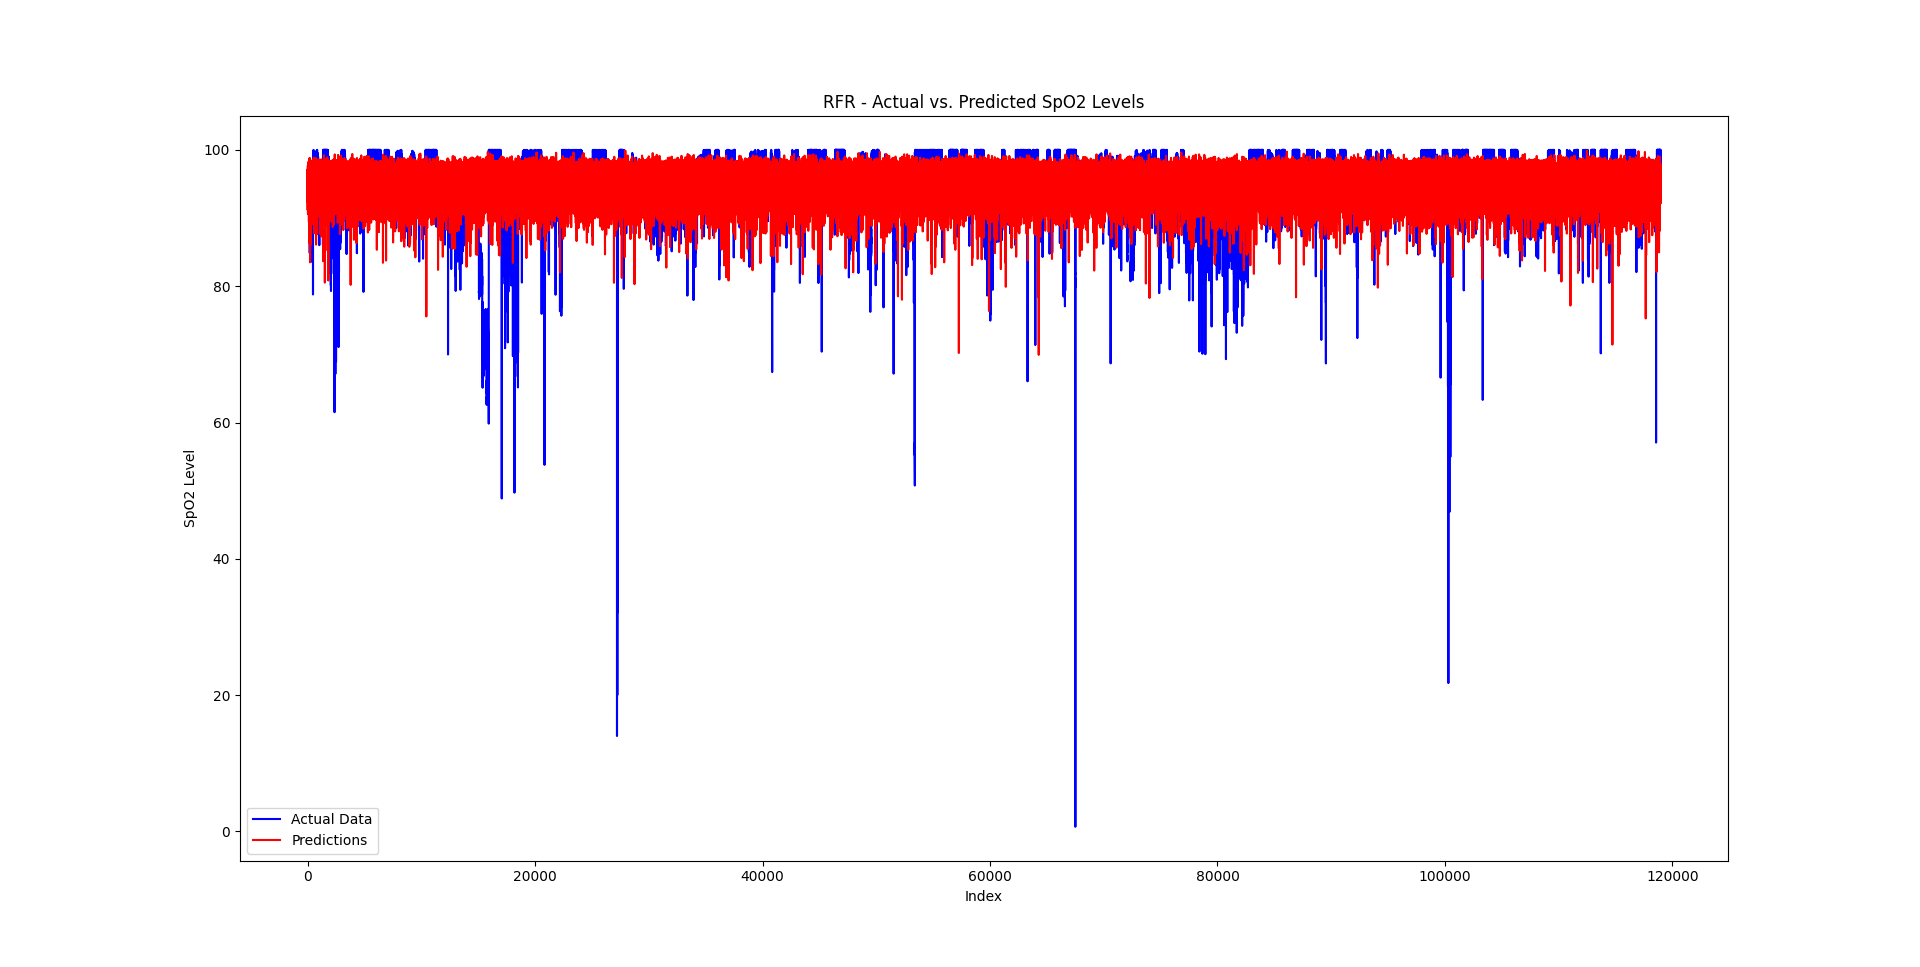 RFR - Actual vs. Predicted SpO2 Levels
100
80
60
40
20
0
SpO2 Level
Actual Data
Predictions
0 20000 40000 60000 80000 100000 120000
Index